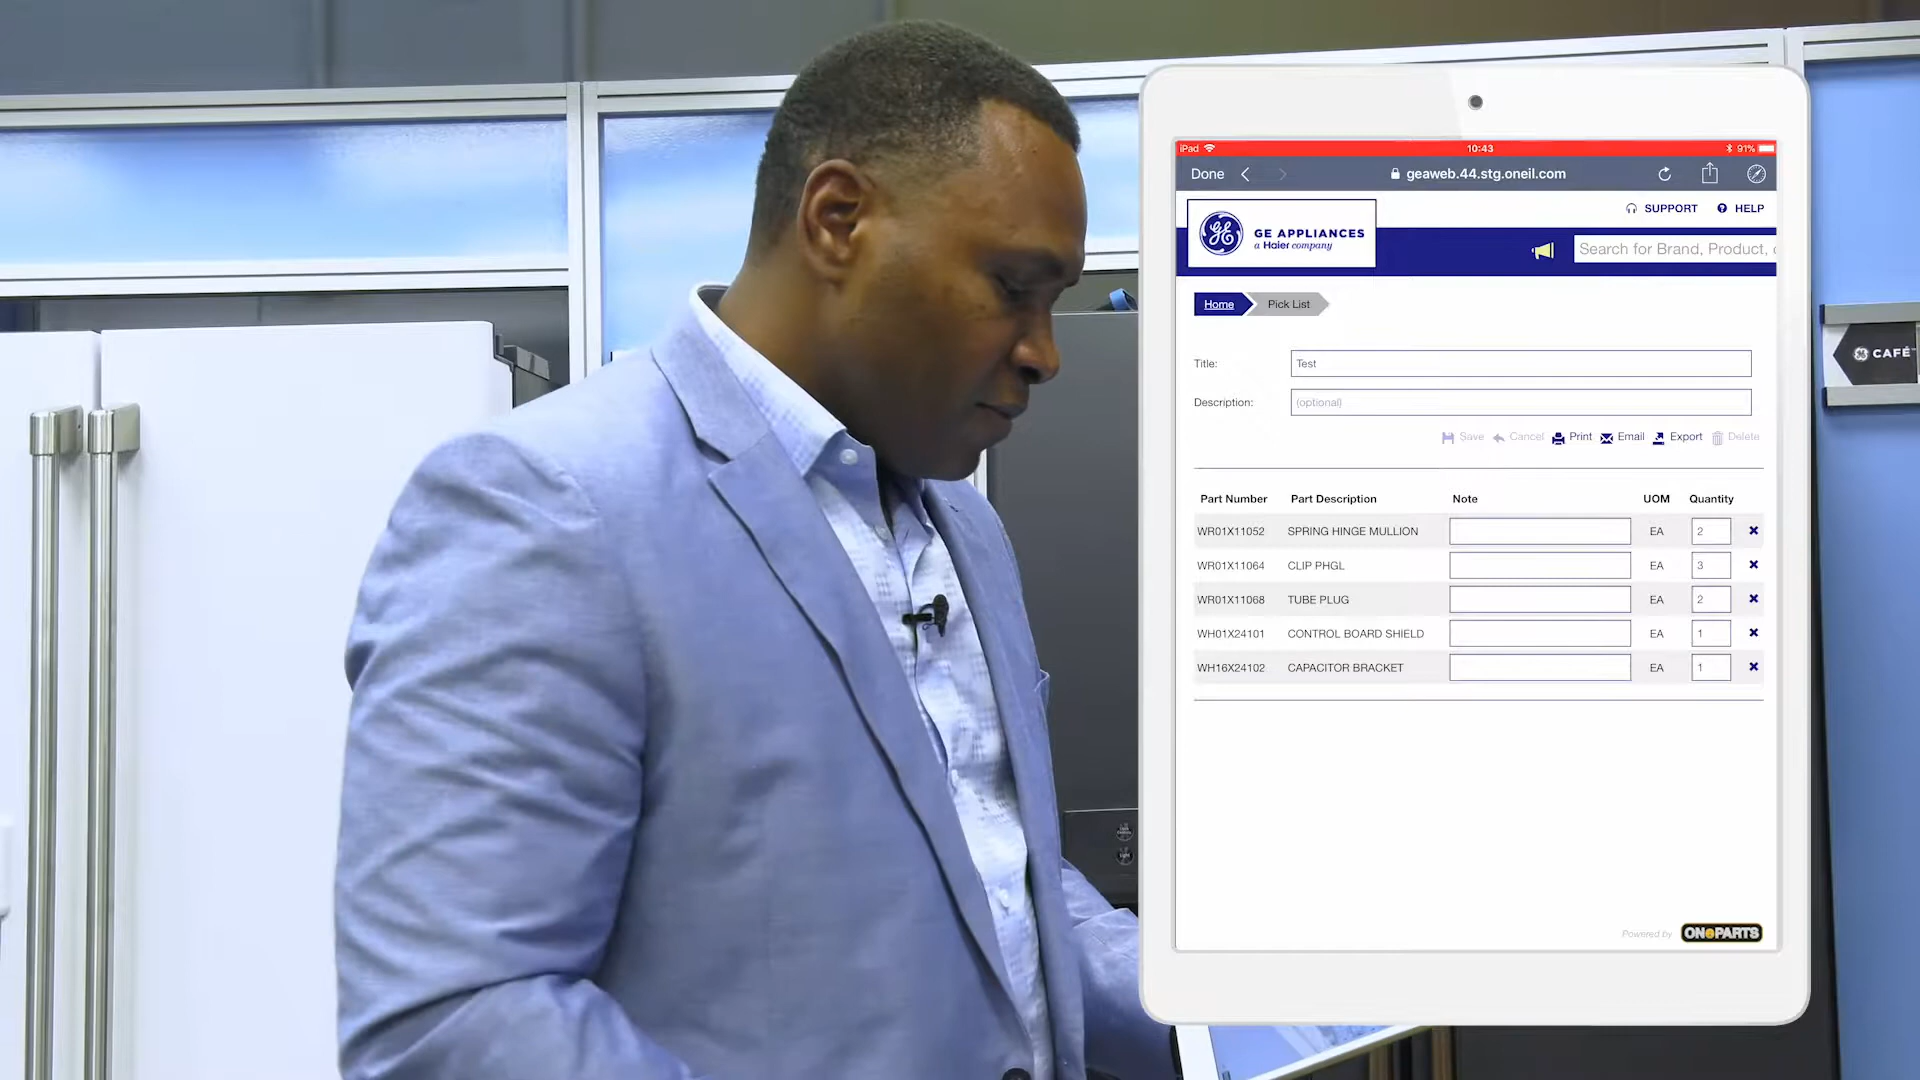 iPad 10:43 91%
Done geaweb.44.stg.oneil.com
SUPPORT HELP
GE APPLIANCES
a Haier company
Search for Brand, Product,
Home Pick List
Title: Test
Description: (optional)
Save Cancel Print Email Export Delete
Part Number Part Description Note UOM Quantity
WR01X11052 SPRING HINGE MULLION EA 2
WR01X11064 CLIP PHGL EA 3
WR01X11068 TUBE PLUG EA 2
WH01X24101 CONTROL BOARD SHIELD EA 1
WH16X24102 CAPACITOR BRACKET EA 1
Powered by ON PARTS
CAFÉ